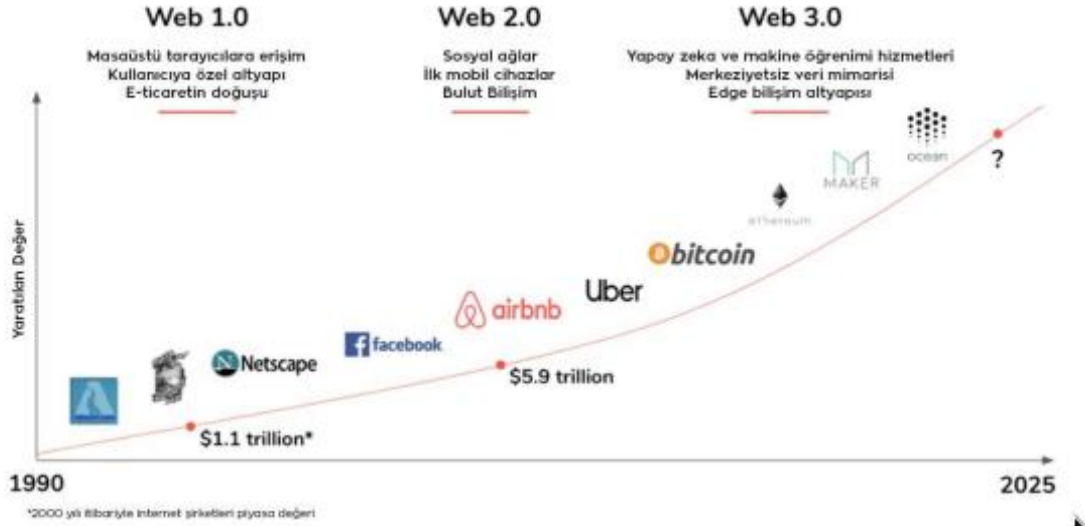 Web 1.0
Masaüstü tarayıcılara erişim
Kullanıcıya özel altyapı
E-ticaretin doğuşu
Web 2.0
Sosyal ağlar
İlk mobil cihazlar
Bulut Bilişim
Web 3.0
Yapay zeka ve makine öğrenimi hizmetleri
Merkeziyetsiz veri mimarisi
Edge bilişim altyapısı
ocean
?
MAKER
ethereum
bitcoin
Uber
airbnb
facebook
N Netscape
$5.9 trillion
$1.1 trillion*
Yaratılan Değer
1990
2025
*2000 yılı itibariyle internet şirketleri piyasa değeri